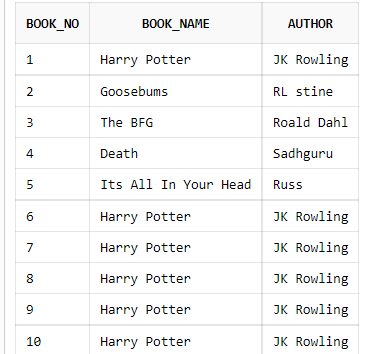 BOOK_NO BOOK_NAME AUTHOR
1 Harry Potter JK Rowling
2 Goosebums RL stine
3 The BFG Roald Dahl
4 Death Sadhguru
5 Its All In Your Head Russ
6 Harry Potter JK Rowling
7 Harry Potter JK Rowling
8 Harry Potter JK Rowling
9 Harry Potter JK Rowling
10 Harry Potter JK Rowling